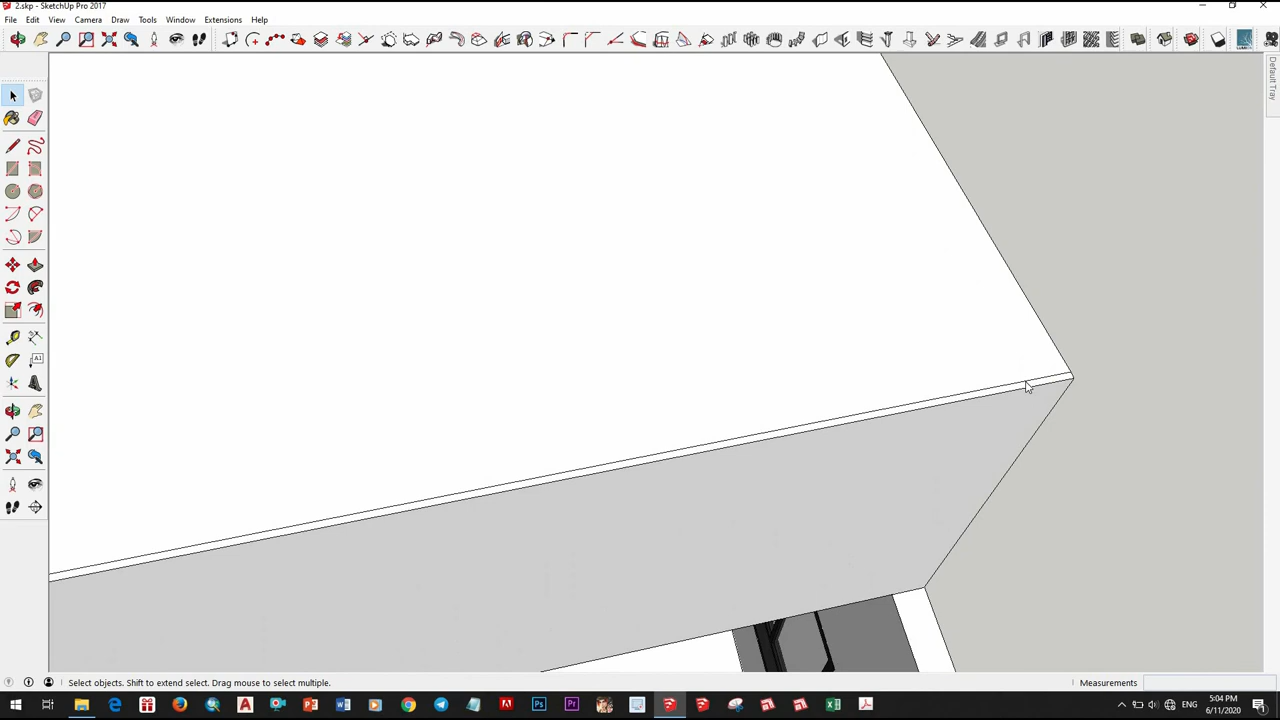 2.skp - SketchUp Pro 2017
File Edit View Camera Draw Tools Window Extensions Help
Default Tray
A1
Select objects. Shift to extend select. Drag mouse to select multiple.
Measurements
ENG
5:04 PM
6/11/2020